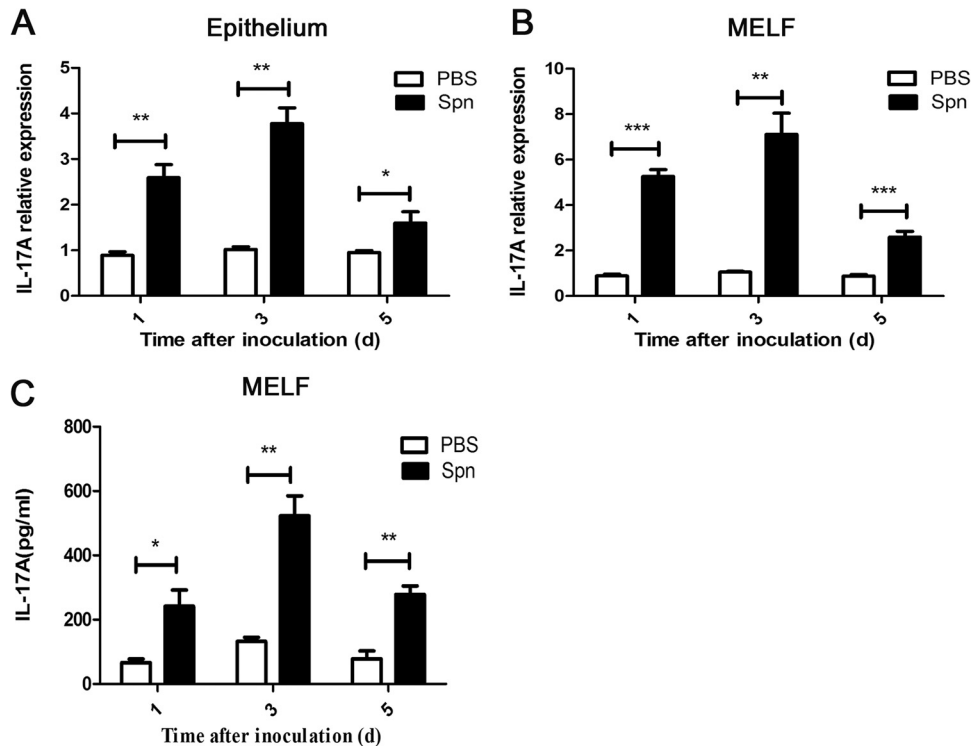 A
Epithelium
IL-17A relative expression
5
4
3
2
1
0
**
**
*
PBS
Spn
1
3
5
Time after inoculation (d)
B
MELF
IL-17A relative expression
10
8
6
4
2
0
***
**
***
PBS
Spn
1
3
5
Time after inoculation (d)
C
MELF
IL-17A(pg/ml)
800
600
400
200
0
*
**
**
PBS
Spn
1
3
5
Time after inoculation (d)